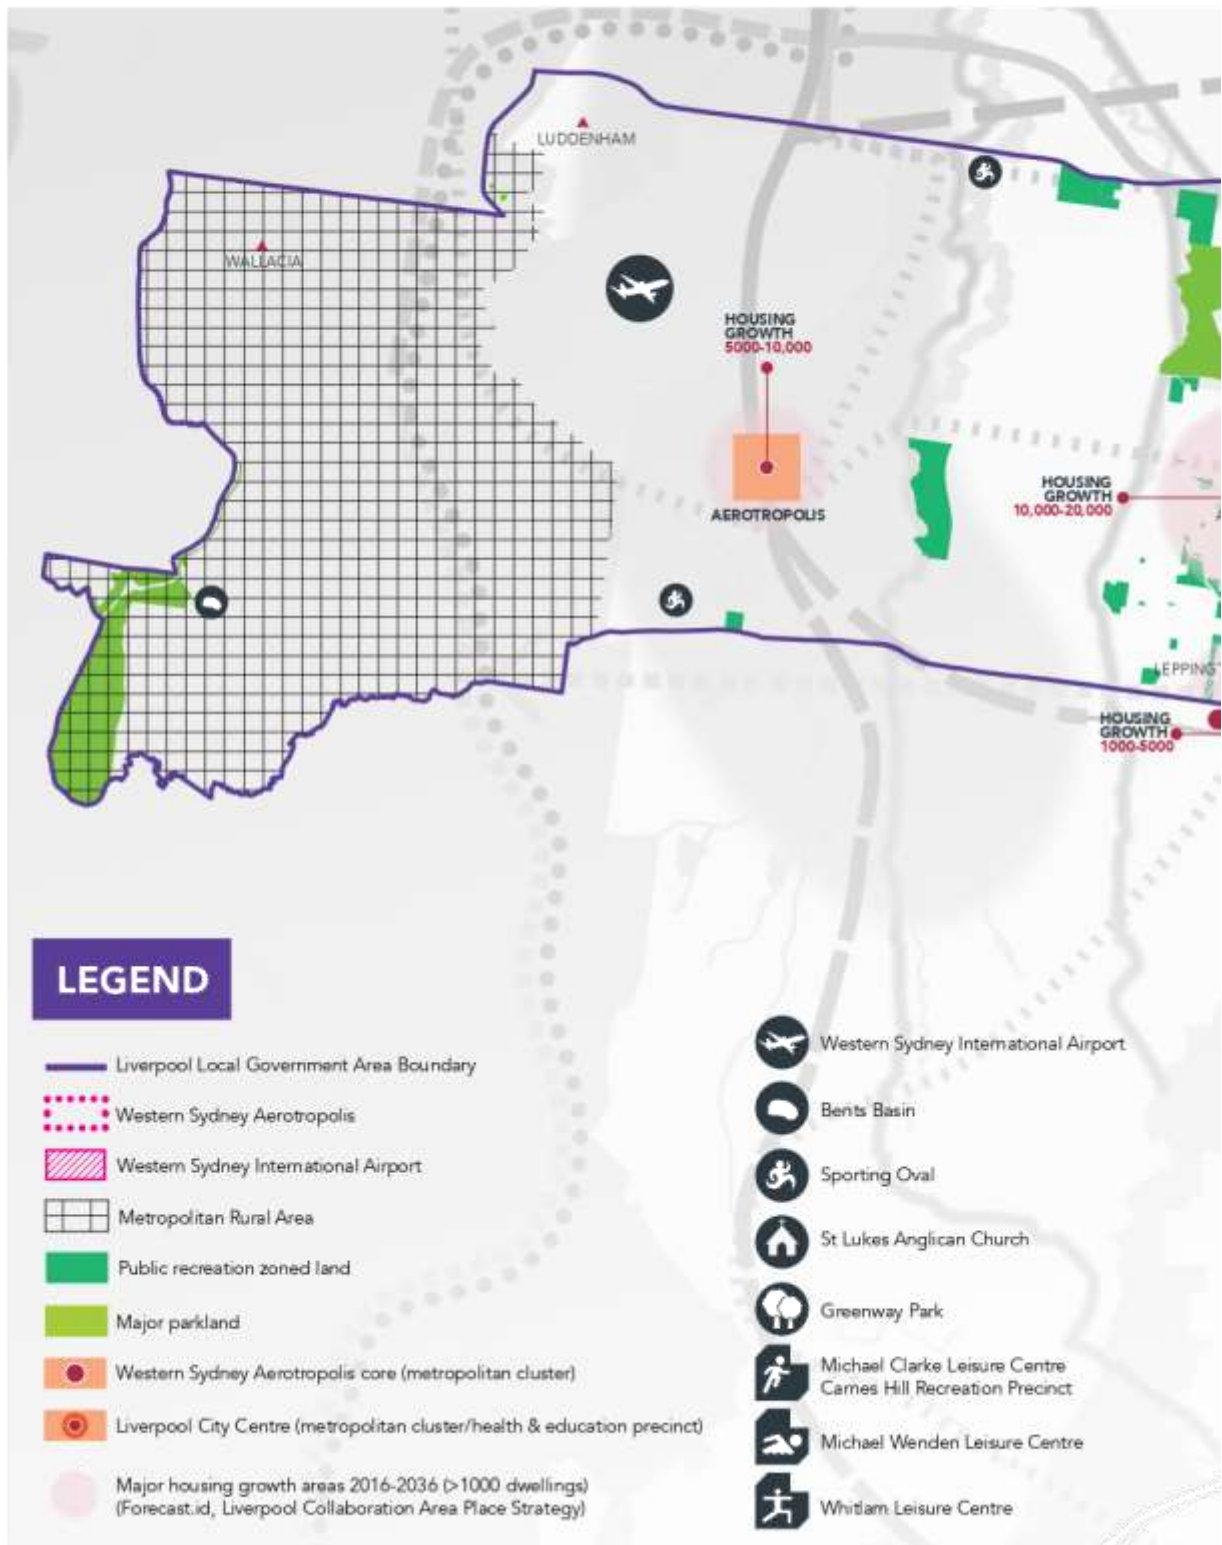 LUDDENHAM
WALLACIA
HOUSING
GROWTH
5000-10,000
AEROTROPOLIS
HOUSING
GROWTH
10,000-20,000
LEPPINGT
HOUSING
GROWTH
1000-5000
LEGEND
Liverpool Local Government Area Boundary
Western Sydney Aerotropolis
Western Sydney International Airport
Metropolitan Rural Area
Public recreation zoned land
Major parkland
Western Sydney Aerotropolis core (metropolitan cluster)
Liverpool City Centre (metropolitan cluster/health & education precinct)
Major housing growth areas 2016-2036 (>1000 dwellings)
(Forecast.id, Liverpool Collaboration Area Place Strategy)
Western Sydney International Airport
Bents Basin
Sporting Oval
St Lukes Anglican Church
Greenway Park
Michael Clarke Leisure Centre
Carnes Hill Recreation Precinct
Michael Wenden Leisure Centre
Whitlam Leisure Centre